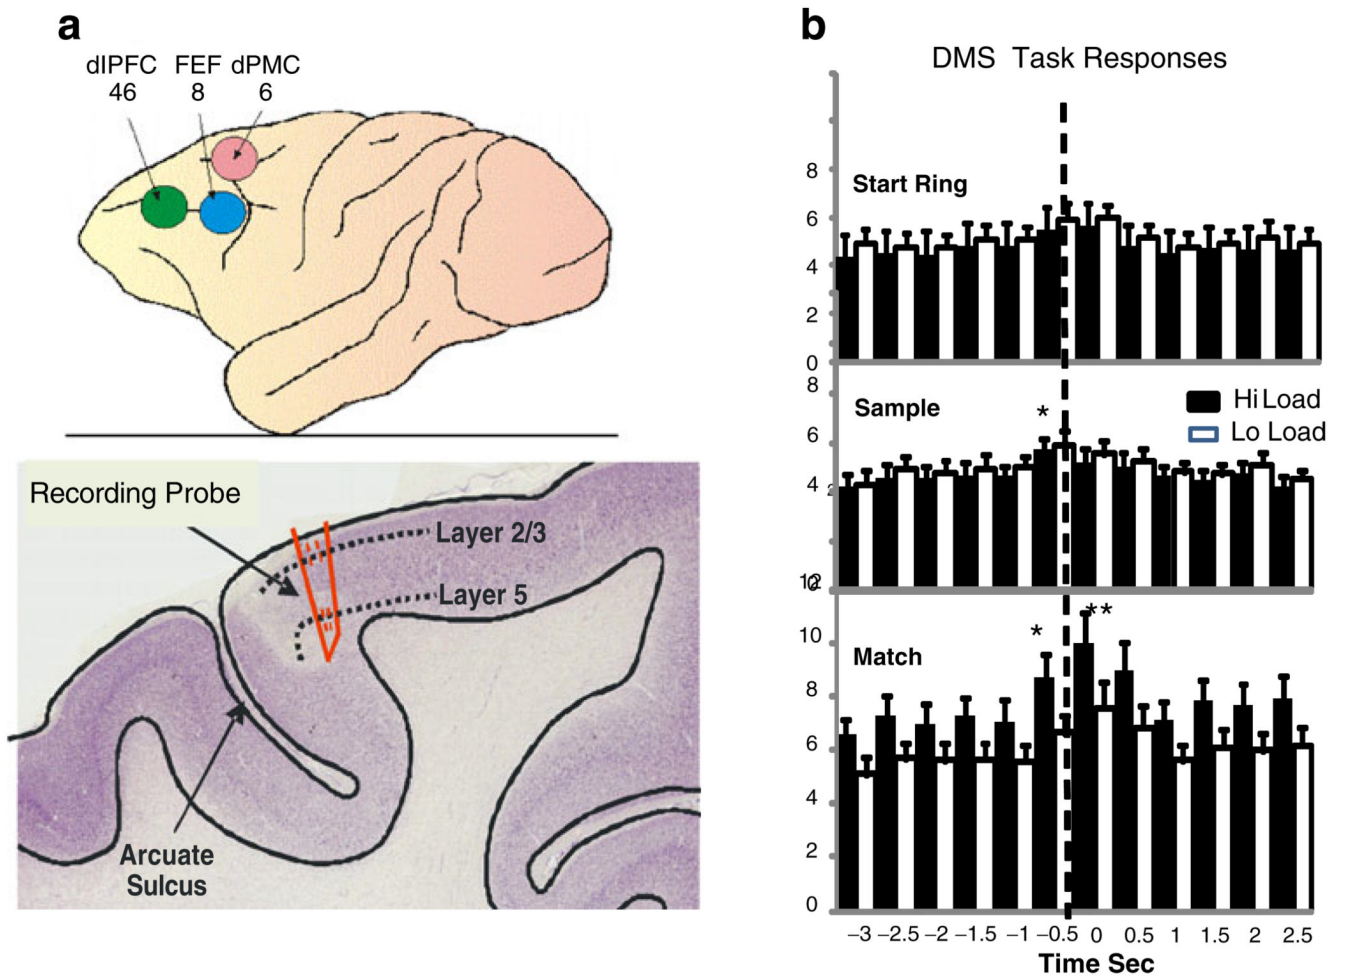 a
dlPFC FEF dPMC
46 8 6
Recording Probe
Layer 2/3
Layer 5
Arcuate
Sulcus
b
DMS Task Responses
Start Ring
8
6
4
2
0
Sample
Hi Load
Lo Load
*
8
6
4
2
0
Match
*
**
12
10
8
6
4
2
0
−3 −2.5 −2 −1.5 −1 −0.5 0 0.5 1 1.5 2 2.5
Time Sec